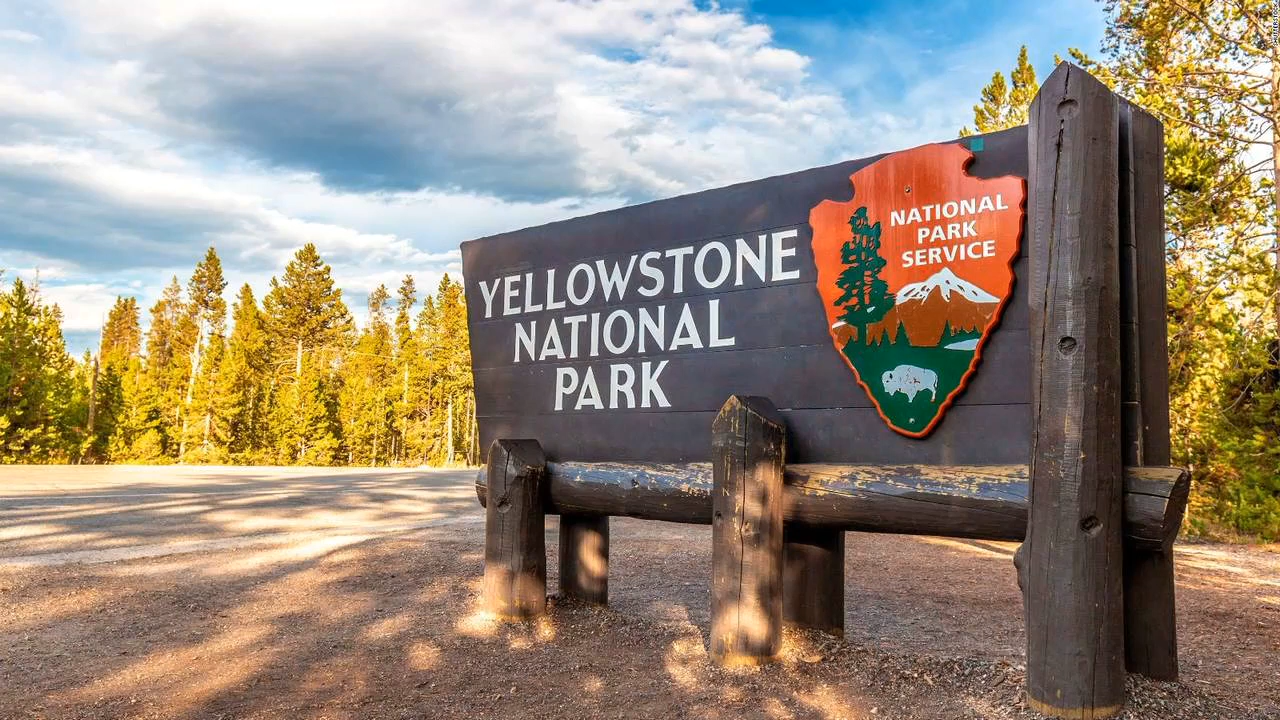 YELLOWSTONE
NATIONAL
PARK
NATIONAL
PARK
SERVICE